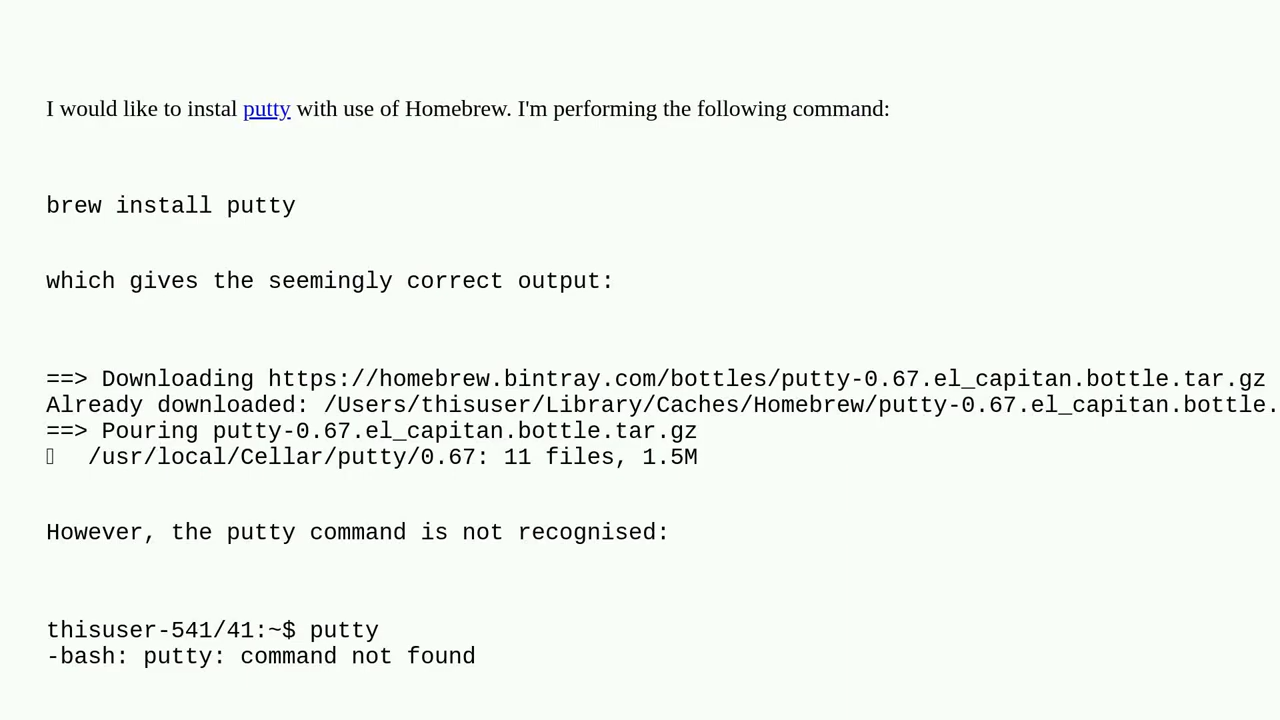 I would like to instal putty with use of Homebrew. I'm performing the following command:
brew install putty
which gives the seemingly correct output:
==> Downloading https://homebrew.bintray.com/bottles/putty-0.67.el_capitan.bottle.tar.gz
Already downloaded: /Users/thisuser/Library/Caches/Homebrew/putty-0.67.el_capitan.bottle.
==> Pouring putty-0.67.el_capitan.bottle.tar.gz
/usr/local/Cellar/putty/0.67: 11 files, 1.5M
However, the putty command is not recognised:
thisuser-541/41:~$ putty
-bash: putty: command not found